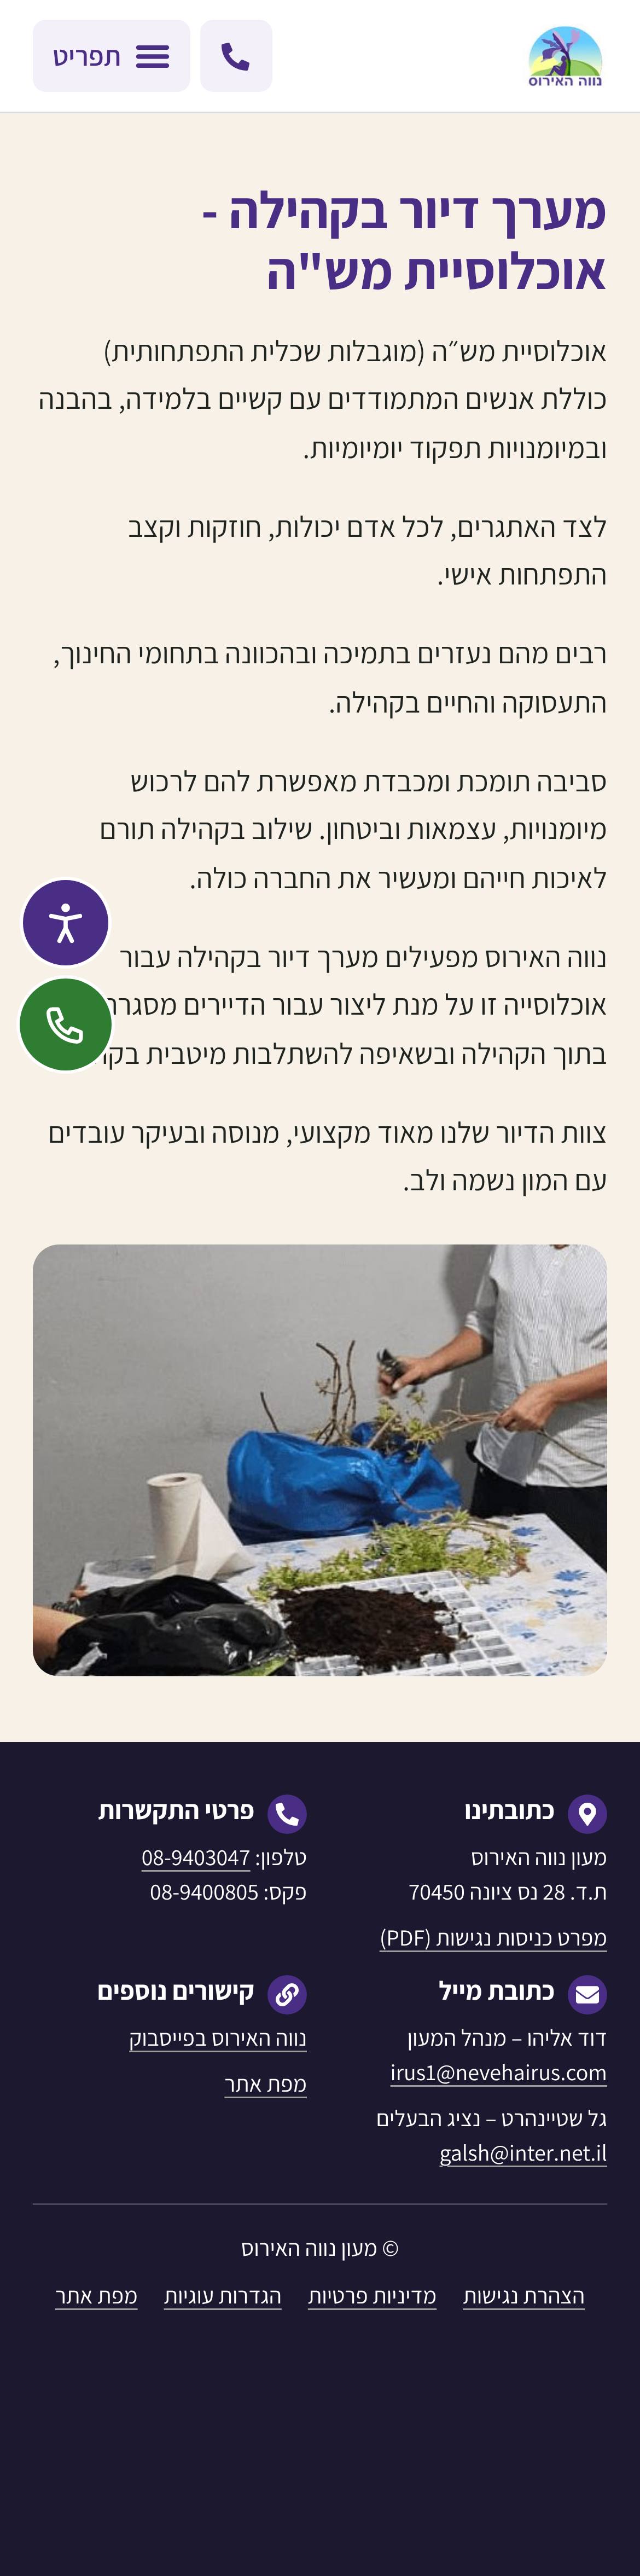 נווה האירוס
תפריט
מערך דיור בקהילה -
אוכלוסיית מש"ה
אוכלוסיית מש״ה (מוגבלות שכלית התפתחותית)
כוללת אנשים המתמודדים עם קשיים בלמידה, בהבנה
ובמיומנויות תפקוד יומיומיות.
לצד האתגרים, לכל אדם יכולות, חוזקות וקצב
התפתחות אישי.
רבים מהם נעזרים בתמיכה ובהכוונה בתחומי החינוך,
התעסוקה והחיים בקהילה.
סביבה תומכת ומכבדת מאפשרת להם לרכוש
מיומנויות, עצמאות וביטחון. שילוב בקהילה תורם
לאיכות חייהם ומעשיר את החברה כולה.
נווה האירוס מפעילים מערך דיור בקהילה עבור
אוכלוסייה זו על מנת ליצור עבור הדיירים
בתוך הקהילה ובשאיפה להשתלבות מיטבית
צוות הדיור שלנו מאוד מקצועי, מנוסה ובעיקר עובדים
עם המון נשמה ולב.
כתובתינו
מעון נווה האירוס
ת.ד. 28 נס ציונה 70450
מפרט כניסות נגישות (PDF)
פרטי התקשרות
טלפון: 08-9403047
פקס: 08-9400805
כתובת מייל
דוד אליהו – מנהל המעון
irus1@nevehairus.com
גל שטיינהרט – נציג הבעלים
galsh@inter.net.il
קישורים נוספים
נווה האירוס בפייסבוק
מפת אתר
© מעון נווה האירוס
הצהרת נגישות מדיניות פרטיות הגדרות עוגיות מפת אתר